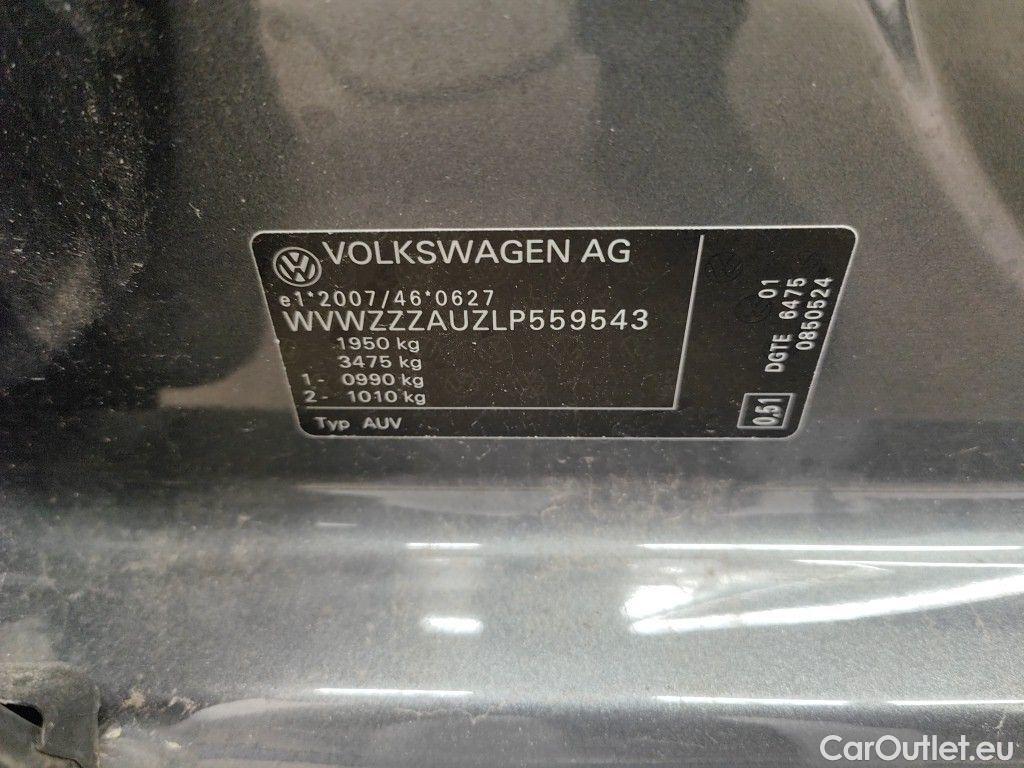 VOLKSWAGEN AG
e1*2007/46*0627
WVWZZZAUZLP559543
1950 kg
3475 kg
1- 0990 kg
2- 1010 kg
Typ AUV
01
DGTE 6475
0850524
0,51
CarOutlet.eu